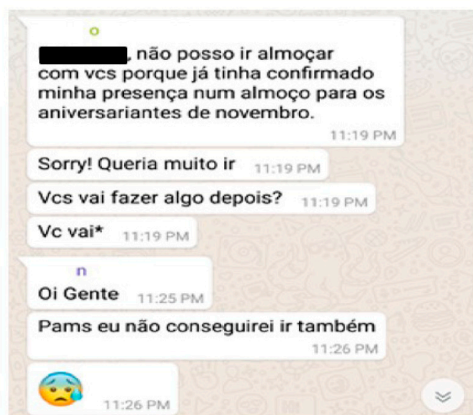 o
, não posso ir almoçar
com vcs porque já tinha confirmado
minha presença num almoço para os
aniversariantes de novembro.
11:19 PM
Sorry! Queria muito ir 11:19 PM
Vcs vai fazer algo depois? 11:19 PM
Vc vai* 11:19 PM
n
Oi Gente 11:25 PM
Pams eu não conseguirei ir também
11:26 PM
11:26 PM